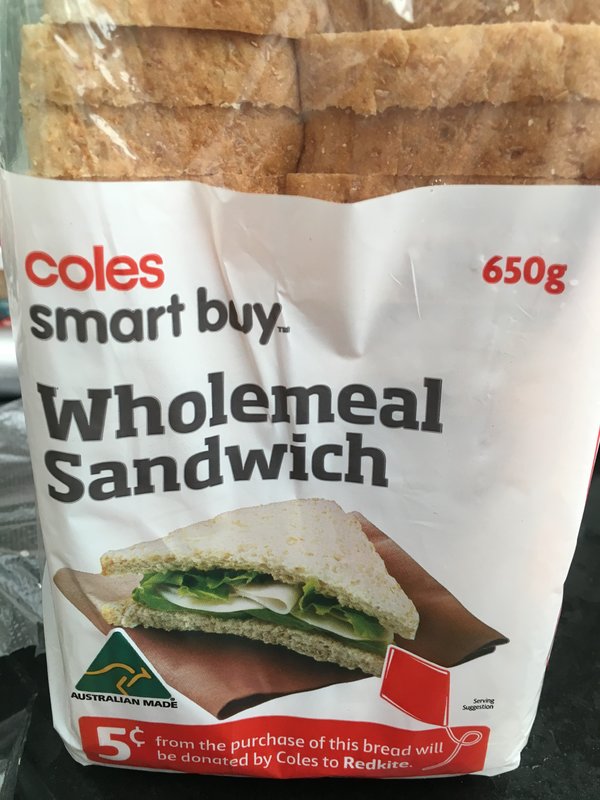 coles
smart buy™
650g
Wholemeal
Sandwich
AUSTRALIAN MADE
Serving
Suggestion
5¢ from the purchase of this bread will
be donated by Coles to Redkite.